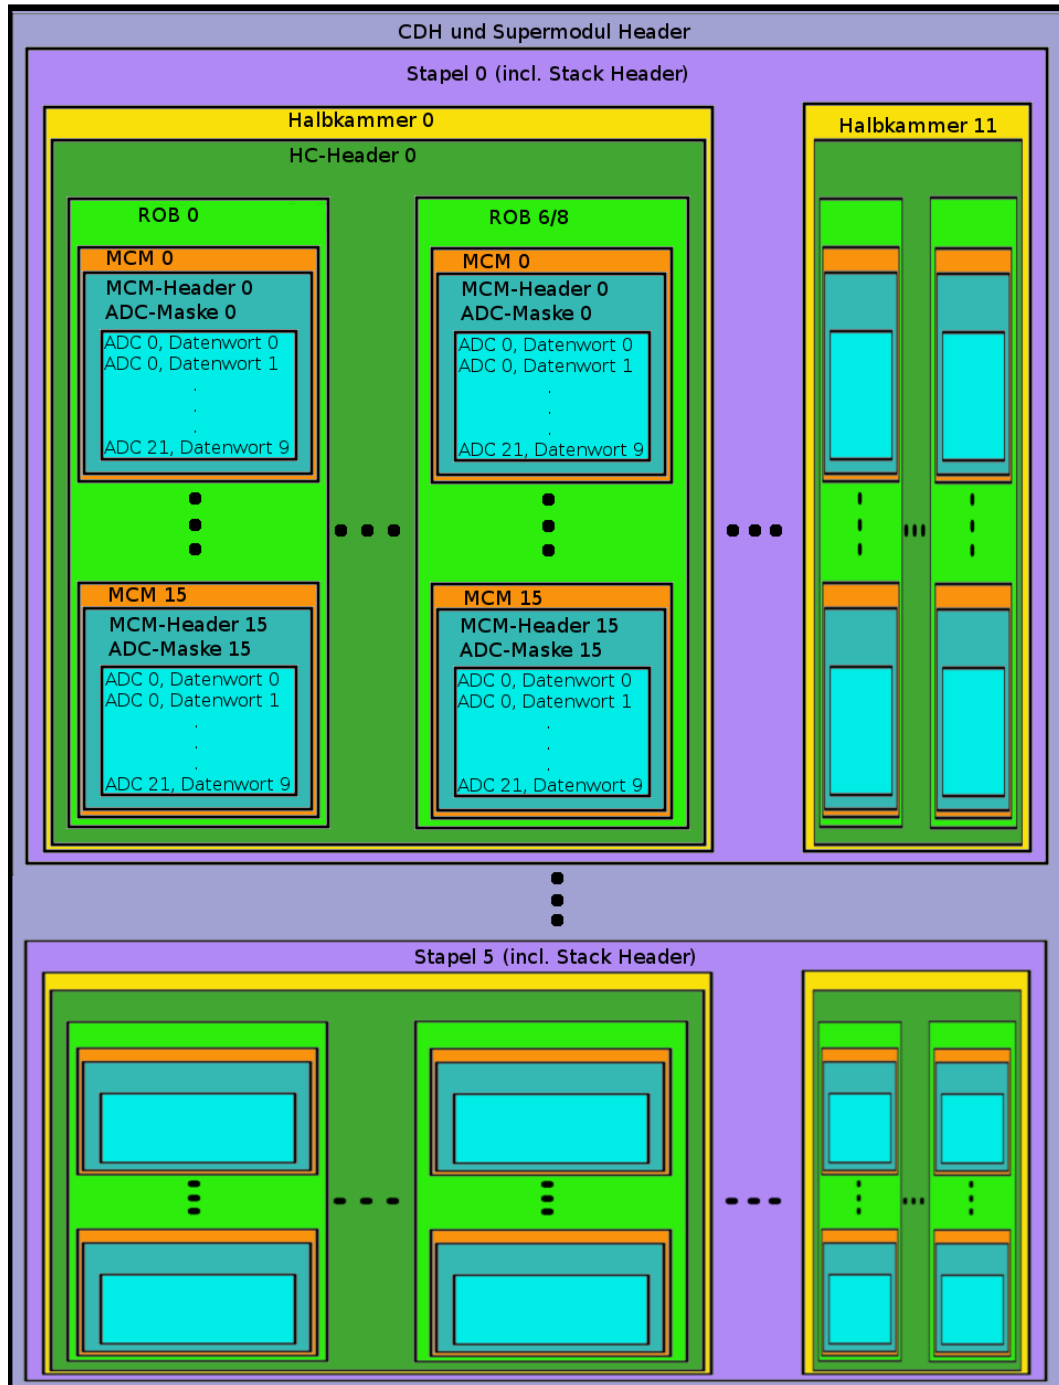 CDH und Supermodul Header
Stapel 0 (incl. Stack Header)
Halbkammer 0
HC-Header 0
ROB 0
MCM 0
MCM-Header 0
ADC-Maske 0
ADC 0, Datenwort 0
ADC 0, Datenwort 1
.
.
.
ADC 21, Datenwort 9
MCM 15
MCM-Header 15
ADC-Maske 15
ADC 0, Datenwort 0
ADC 0, Datenwort 1
.
.
.
ADC 21, Datenwort 9
ROB 6/8
MCM 0
MCM-Header 0
ADC-Maske 0
ADC 0, Datenwort 0
ADC 0, Datenwort 1
.
.
.
ADC 21, Datenwort 9
MCM 15
MCM-Header 15
ADC-Maske 15
ADC 0, Datenwort 0
ADC 0, Datenwort 1
.
.
.
ADC 21, Datenwort 9
Halbkammer 11
Stapel 5 (incl. Stack Header)